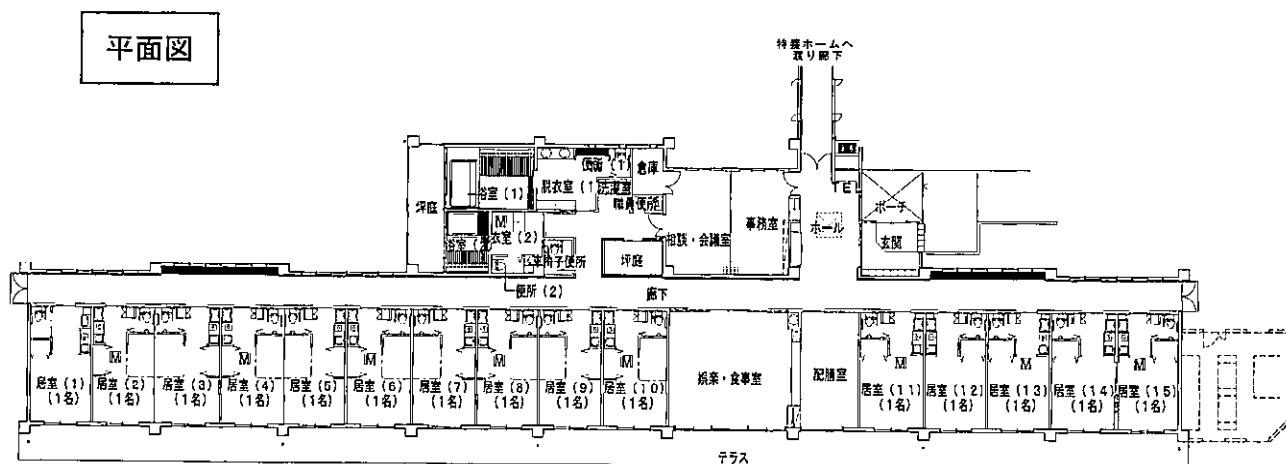 平面図
特養ホームへ
渡り廊下
便所(1)
倉庫
浴室(1)
脱衣室(1)
洗濯室
職員便所
TEL
坪庭
ポーチ
M
脱衣室(2)
相談・会議室
事務室
ホール
玄関
車椅子便所
坪庭
便所(2)
廊下
M
M
M
M
M
M
M
M
居室(1)
(1名)
居室(2)
(1名)
居室(3)
(1名)
居室(4)
(1名)
居室(5)
(1名)
居室(6)
(1名)
居室(7)
(1名)
居室(8)
(1名)
居室(9)
(1名)
居室(10)
(1名)
娯楽・食事室
配膳室
居室(11)
(1名)
居室(12)
(1名)
居室(13)
(1名)
居室(14)
(1名)
居室(15)
(1名)
テラス